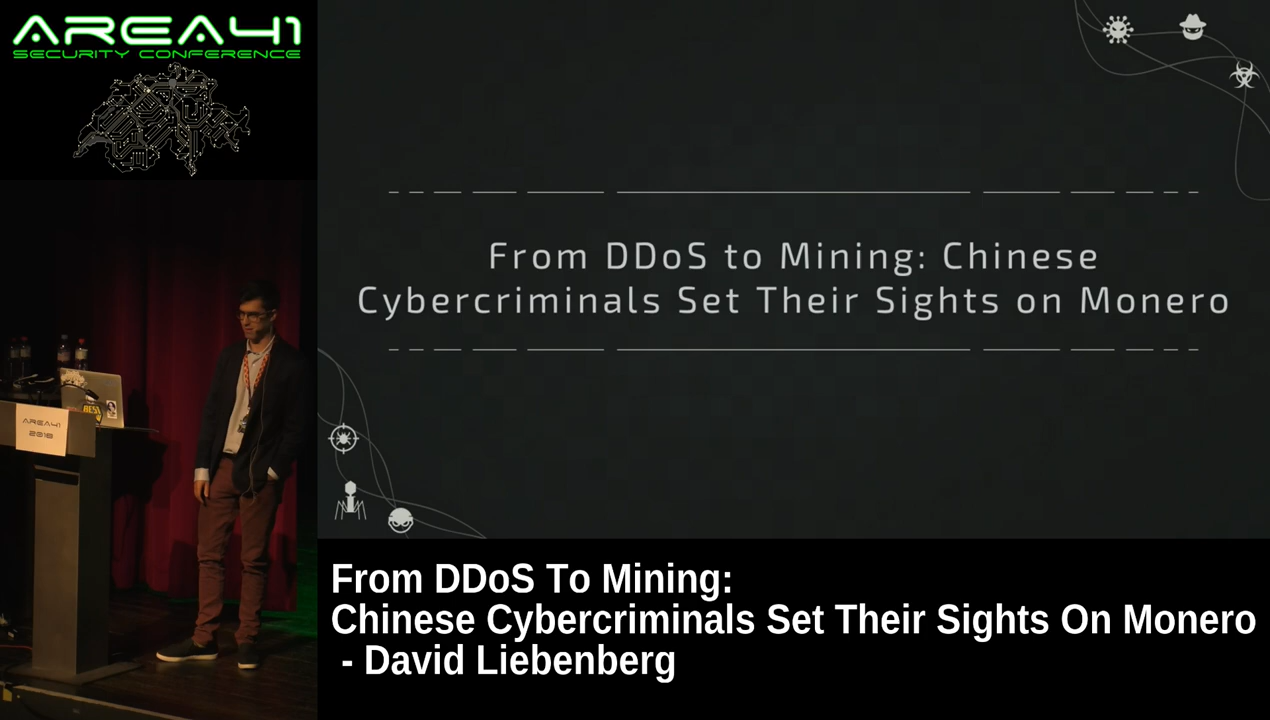 AREA41
SECURITY CONFERENCE
From DDoS to Mining: Chinese
Cybercriminals Set Their Sights on Monero
BEST
AREA41
2018
From DDoS To Mining:
Chinese Cybercriminals Set Their Sights On Monero
- David Liebenberg